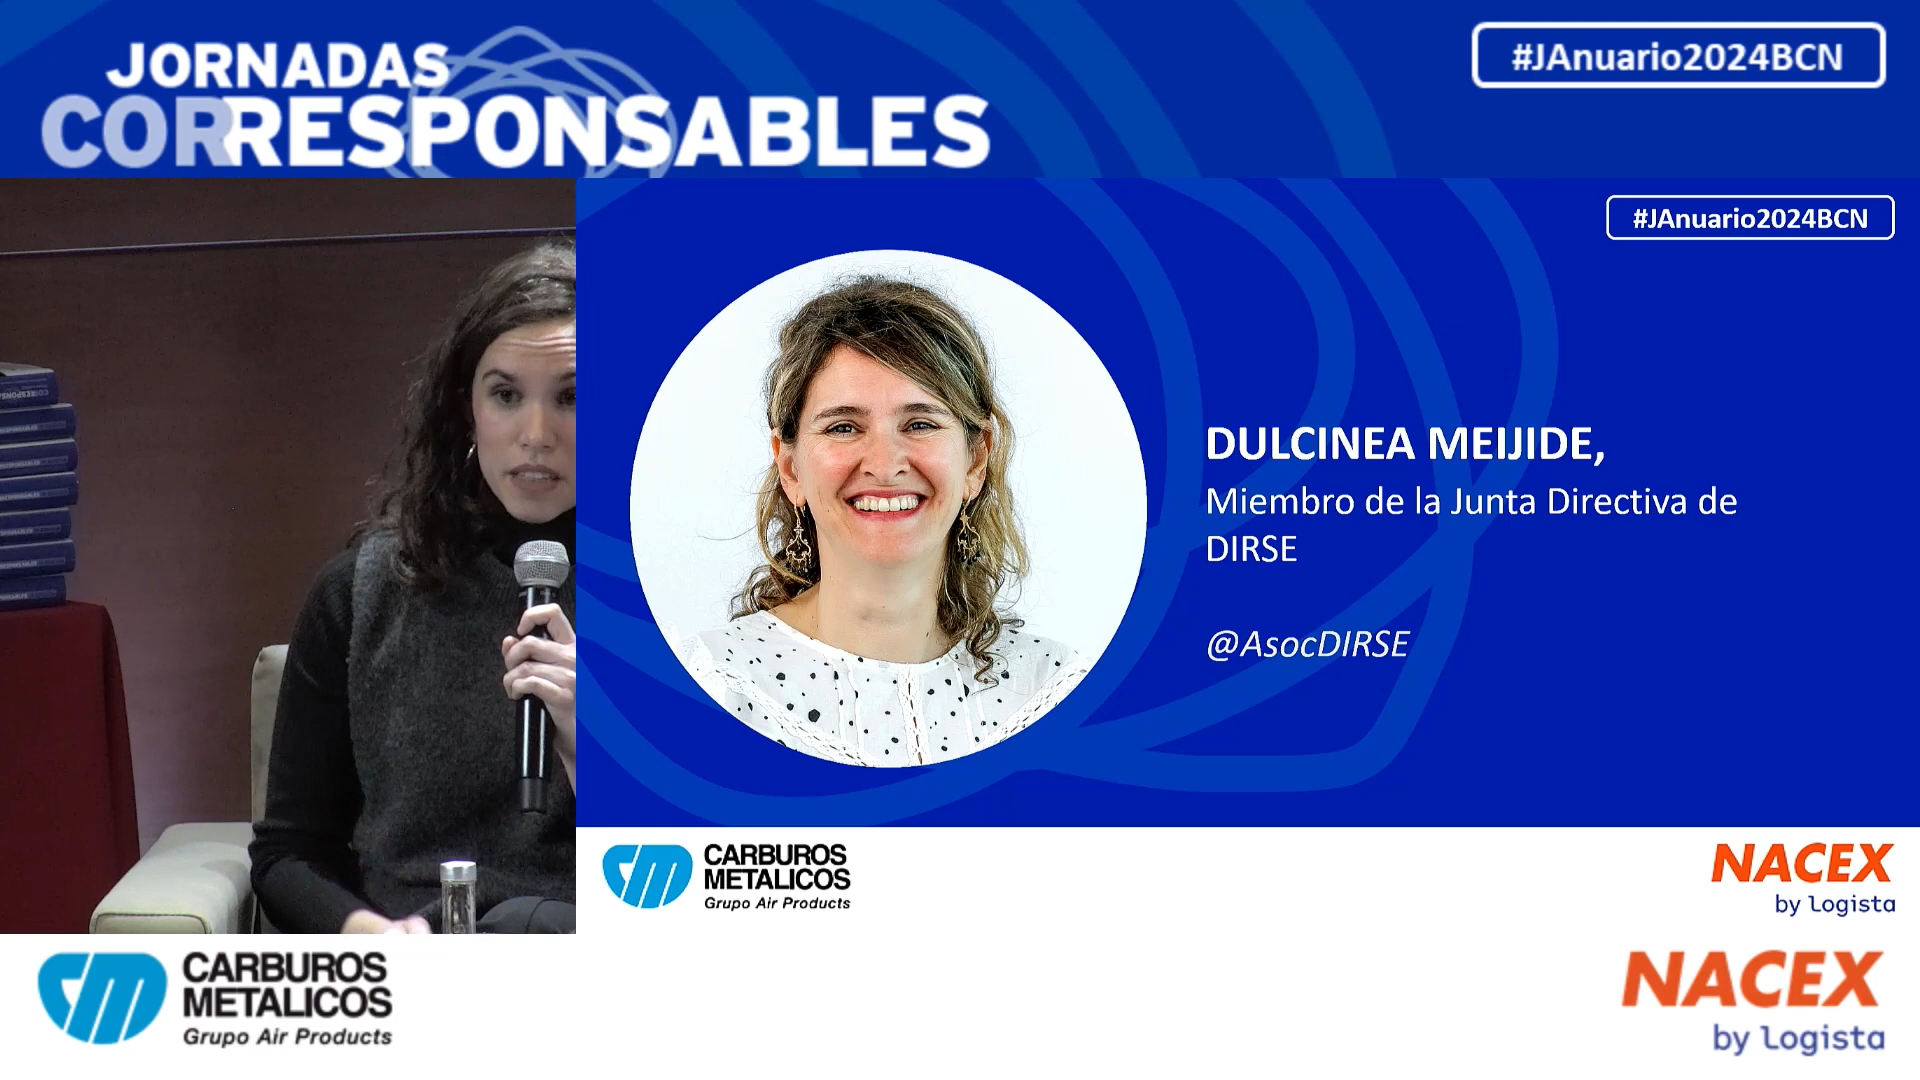 JORNADAS
CORRESPONSABLES
#JAnuario2024BCN
#JAnuario2024BCN
DULCINEA MEIJIDE,
Miembro de la Junta Directiva de
DIRSE
@AsocDIRSE
CARBUROS
METALICOS
Grupo Air Products
NACEX
by Logista
CARBUROS
METALICOS
Grupo Air Products
NACEX
by Logista